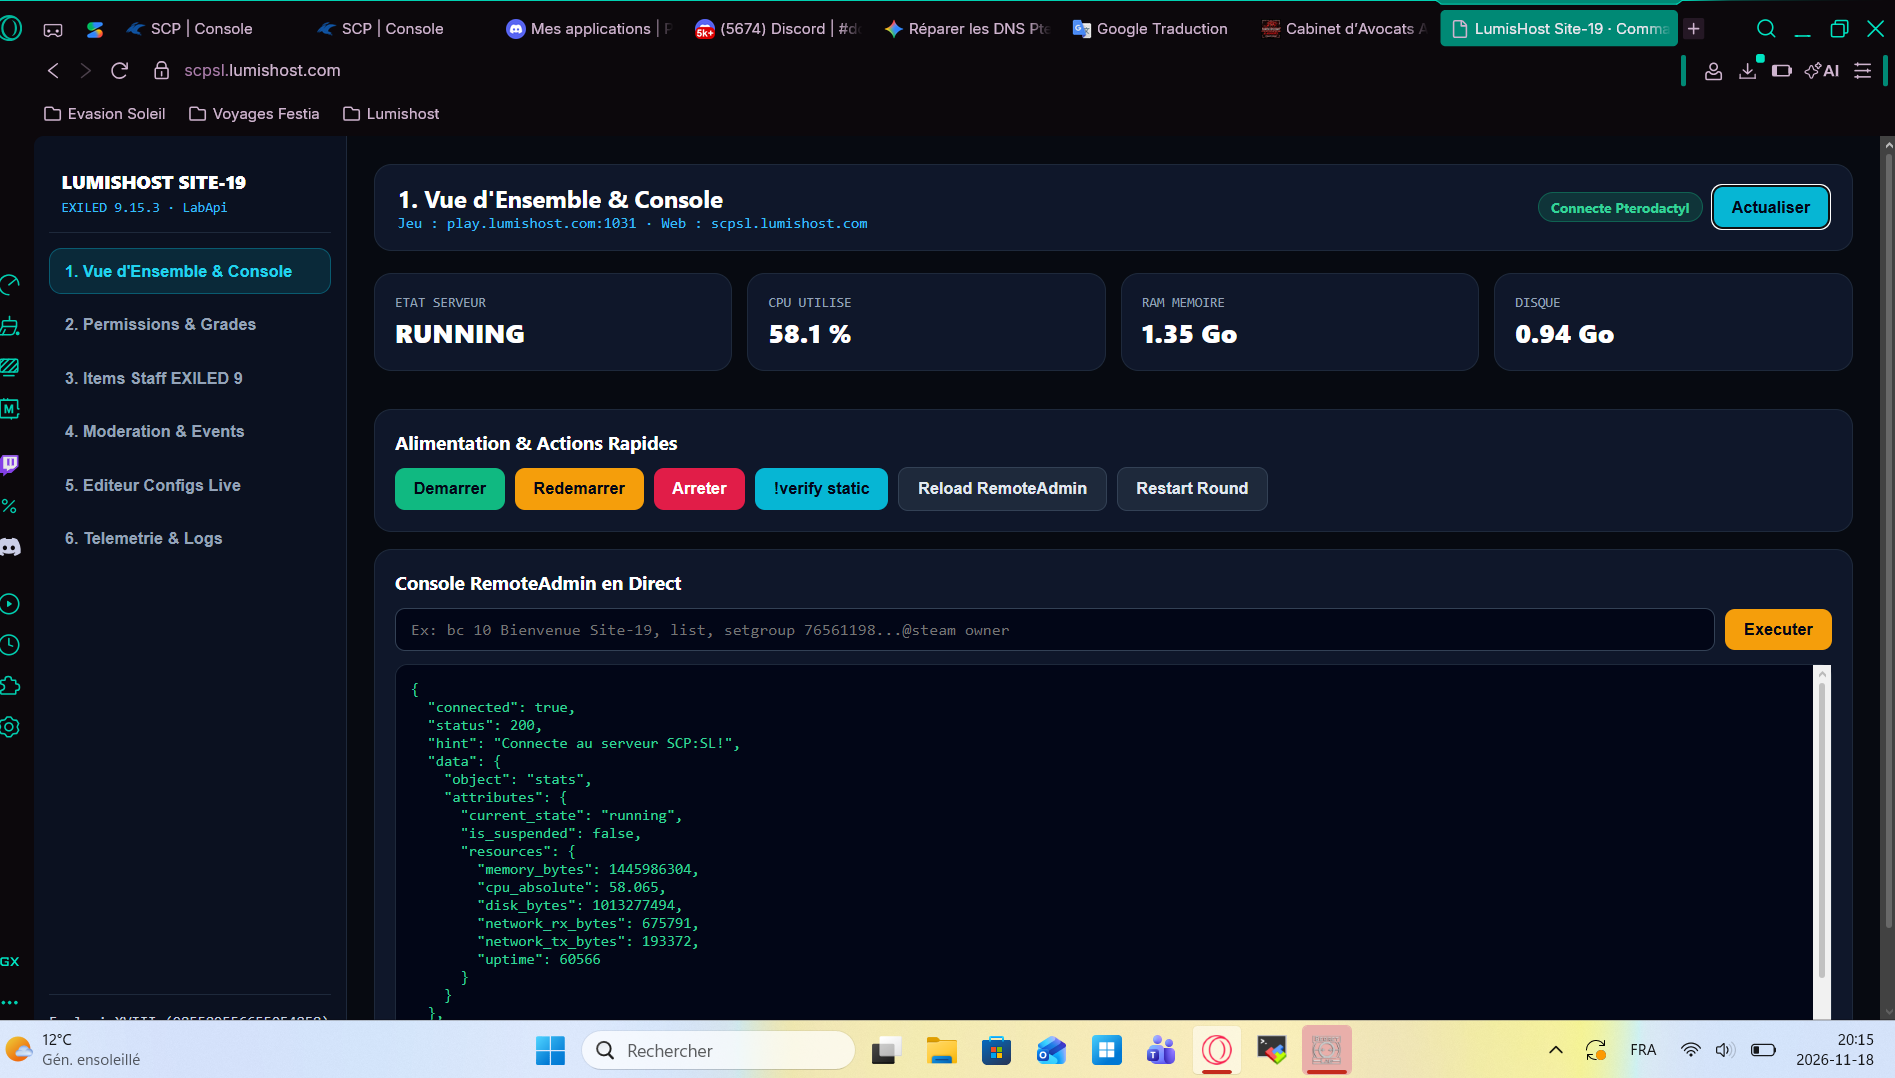 SCP | Console
SCP | Console
Mes applications | P
5k+
(5674) Discord | #d
Réparer les DNS Pte
Google Traduction
Cabinet d'Avocats A
LumisHost Site-19 · Comma
scpsl.lumishost.com
AI
Evasion Soleil
Voyages Festia
Lumishost
LUMISHOST SITE-19
EXILED 9.15.3 · LabApi
1. Vue d'Ensemble & Console
2. Permissions & Grades
3. Items Staff EXILED 9
4. Moderation & Events
5. Editeur Configs Live
6. Telemetrie & Logs
GX
1. Vue d'Ensemble & Console
Jeu : play.lumishost.com:1031 · Web : scpsl.lumishost.com
Connecte Pterodactyl
Actualiser
ETAT SERVEUR
RUNNING
CPU UTILISE
58.1 %
RAM MEMOIRE
1.35 Go
DISQUE
0.94 Go
Alimentation & Actions Rapides
Demarrer
Redemarrer
Arreter
!verify static
Reload RemoteAdmin
Restart Round
Console RemoteAdmin en Direct
Ex: bc 10 Bienvenue Site-19, list, setgroup 76561198...@steam owner
Executer
{
"connected": true,
"status": 200,
"hint": "Connecte au serveur SCP:SL!",
"data": {
"object": "stats",
"attributes": {
"current_state": "running",
"is_suspended": false,
"resources": {
"memory_bytes": 1445986304,
"cpu_absolute": 58.065,
"disk_bytes": 1013277494,
"network_rx_bytes": 675791,
"network_tx_bytes": 193372,
"uptime": 60566
}
}
},
12°C
Gén. ensoleillé
Rechercher
FRA
20:15
2026-11-18